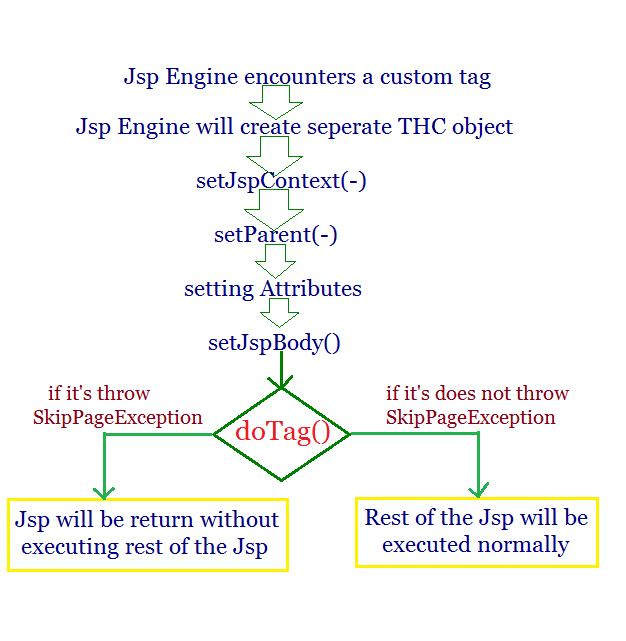 Jsp Engine encounters a custom tag
Jsp Engine will create seperate THC object
setJspContext(-)
setParent(-)
setting Attributes
setJspBody()
if it's throw
SkipPageException
if it's does not throw
SkipPageException
doTag()
Jsp will be return without
executing rest of the Jsp
Rest of the Jsp will be
executed normally